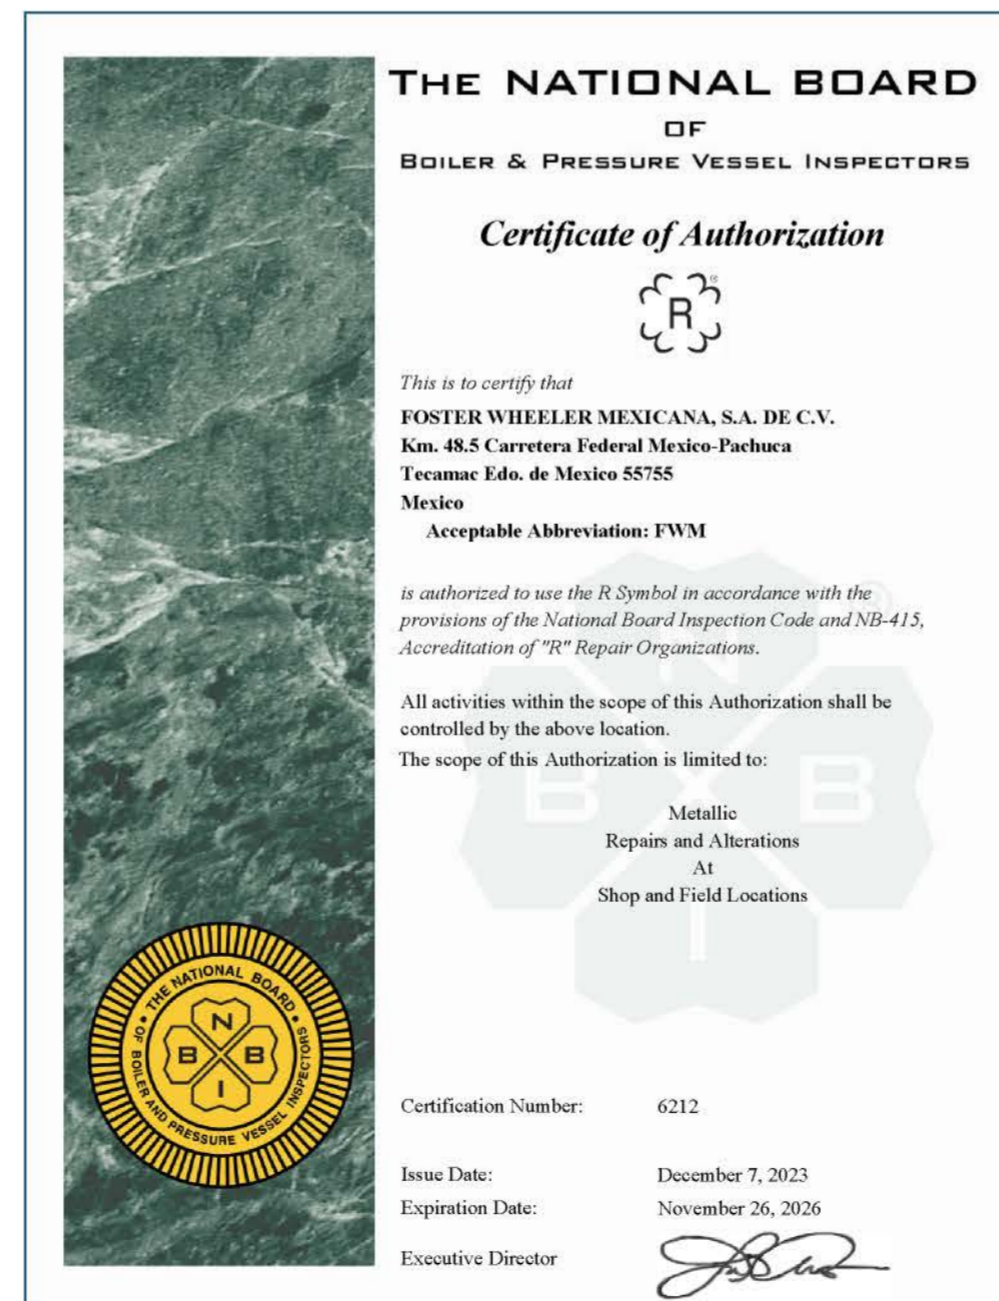 THE NATIONAL BOARD
OF
BOILER & PRESSURE VESSEL INSPECTORS
Certificate of Authorization
R®
This is to certify that
FOSTER WHEELER MEXICANA, S.A. DE C.V.
Km. 48.5 Carretera Federal Mexico-Pachuca
Tecamac Edo. de Mexico 55755
Mexico
Acceptable Abbreviation: FWM
is authorized to use the R Symbol in accordance with the
provisions of the National Board Inspection Code and NB-415,
Accreditation of "R" Repair Organizations.
All activities within the scope of this Authorization shall be
controlled by the above location.
The scope of this Authorization is limited to:
Metallic
Repairs and Alterations
At
Shop and Field Locations
N ®
B B
I
THE NATIONAL BOARD
OF BOILER AND PRESSURE VESSEL INSPECTORS
N
B B
I
Certification Number: 6212
Issue Date: December 7, 2023
Expiration Date: November 26, 2026
Executive Director